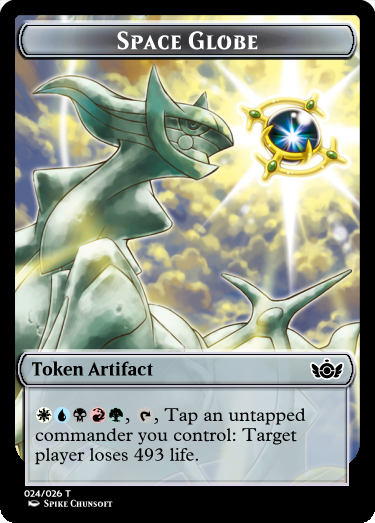 Space Globe
Token Artifact
, , Tap an untapped
commander you control: Target
player loses 493 life.
024/026 T
Spike Chunsoft